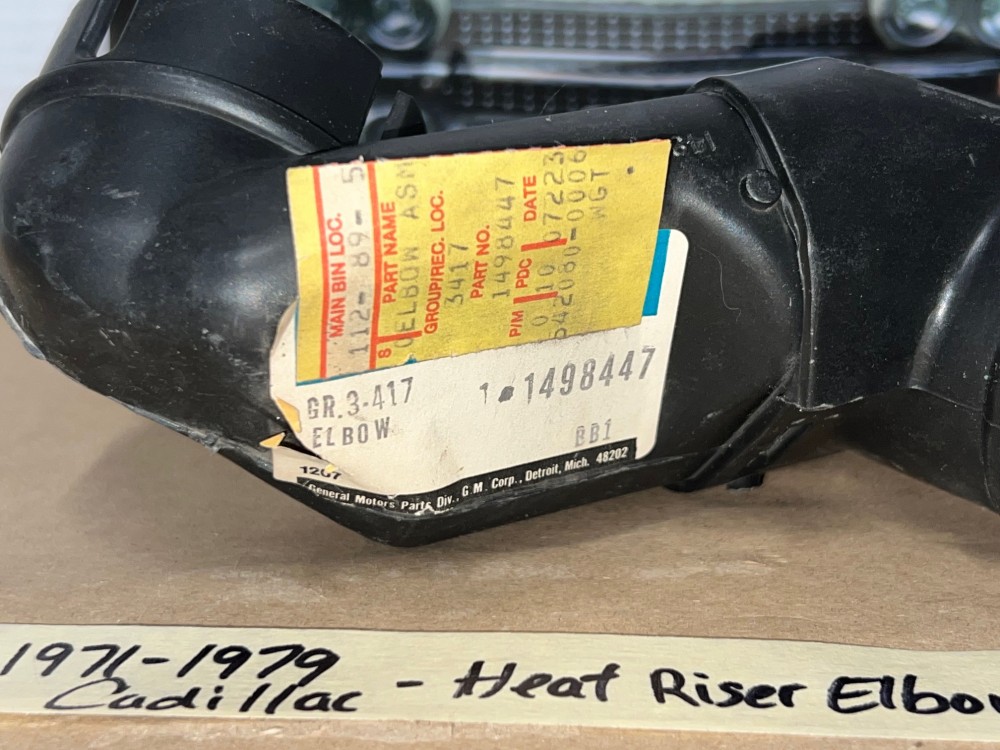 MAIN BIN LOC.
112- 89- 5
S PART NAME
ELBOW ASM
GROUP/REC. LOC.
3417
PART NO.
1498447
P/M PDC DATE
0 10 07223
642080-0006
WGT
GR.3-417 1 1498447
ELBOW BB1
1207
General Motors Parts Div., G.M. Corp., Detroit, Mich. 48202
1971-1979
Cadillac - Heat Riser Elbow